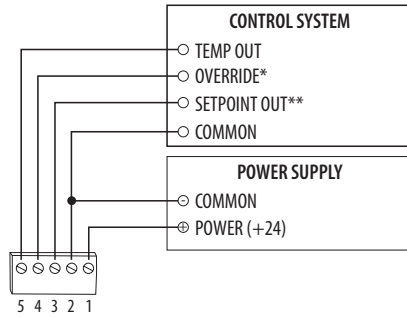 CONTROL SYSTEM
TEMP OUT
OVERRIDE*
SETPOINT OUT**
COMMON
POWER SUPPLY
COMMON
POWER (+24)
5 4 3 2 1